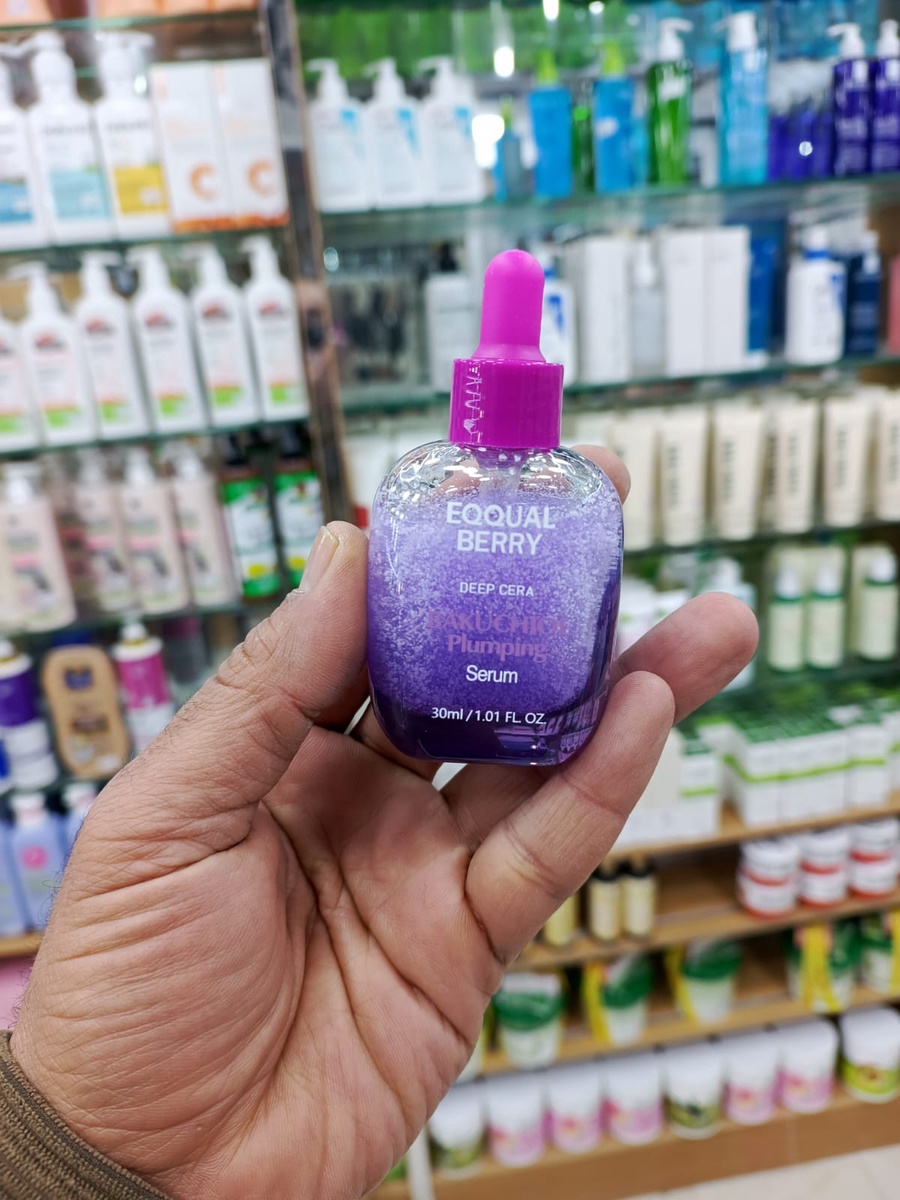 EQQUAL
BERRY
DEEP CERA
BAKUCHIOL
Plumping
Serum
30ml / 1.01 FL. OZ.